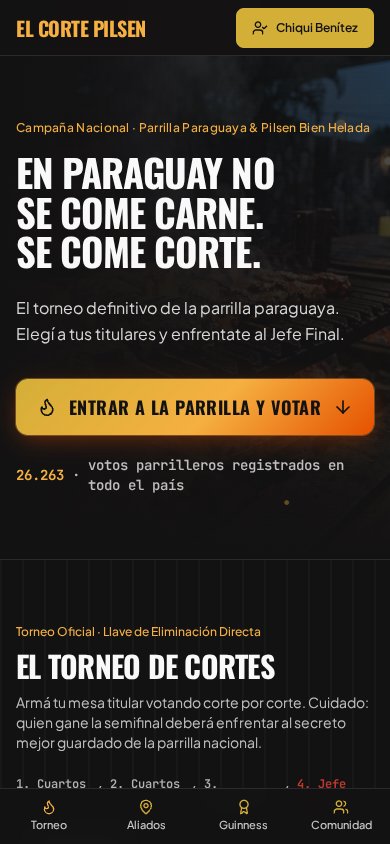 EL CORTE PILSEN
Chiqui Benítez
Campaña Nacional · Parrilla Paraguaya & Pilsen Bien Helada
EN PARAGUAY NO
SE COME CARNE.
SE COME CORTE.
El torneo definitivo de la parrilla paraguaya.
Elegí a tus titulares y enfrentate al Jefe Final.
ENTRAR A LA PARRILLA Y VOTAR
26.263 · votos parrilleros registrados en
todo el país
Torneo Oficial · Llave de Eliminación Directa
EL TORNEO DE CORTES
Armá tu mesa titular votando corte por corte. Cuidado:
quien gane la semifinal deberá enfrentar al secreto
mejor guardado de la parrilla nacional.
1. Cuartos 2. Cuartos 3. 4. Jefe
Torneo
Aliados
Guinness
Comunidad